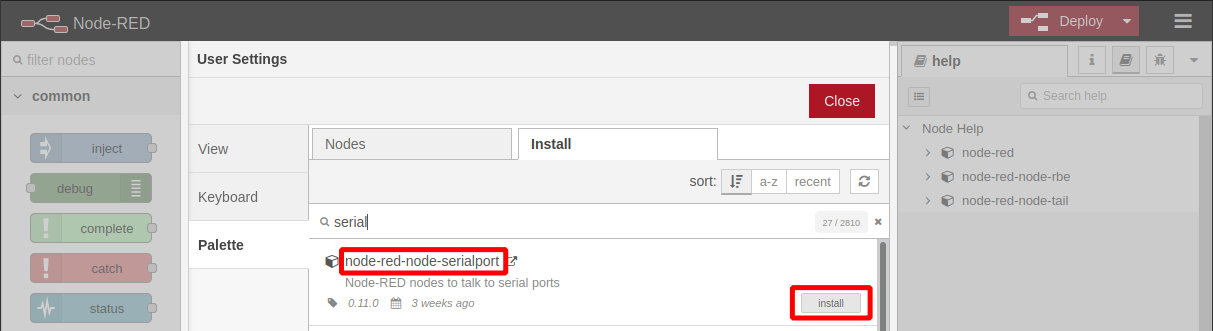 Node-RED
Deploy
filter nodes
common
inject
debug
complete
catch
status
User Settings
Close
View
Keyboard
Palette
Nodes
Install
sort:
a-z
recent
serial
27 / 2810
node-red-node-serialport
Node-RED nodes to talk to serial ports
0.11.0
3 weeks ago
install
help
i
Search help
Node Help
node-red
node-red-node-rbe
node-red-node-tail